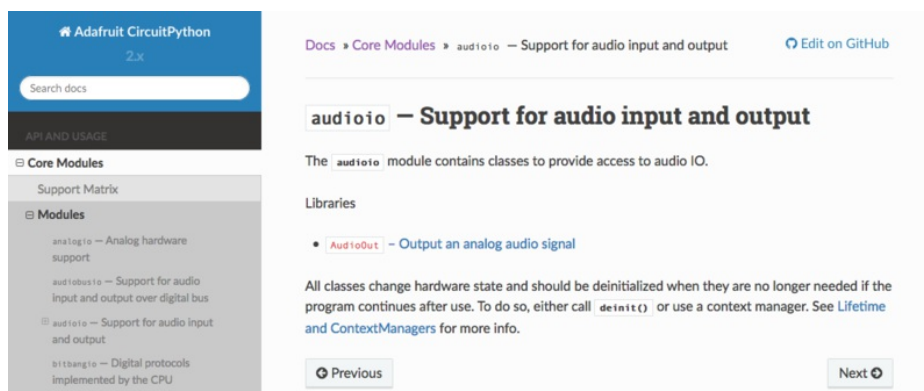 Adafruit CircuitPython
2.x
Search docs
API AND USAGE
Core Modules
Support Matrix
Modules
analogio — Analog hardware
support
audiobusio — Support for audio
input and output over digital bus
audioio — Support for audio input
and output
bitbangio — Digital protocols
implemented by the CPU
Docs » Core Modules » audioio — Support for audio input and output
Edit on GitHub
audioio — Support for audio input and output
The audioio module contains classes to provide access to audio IO.
Libraries
• AudioOut – Output an analog audio signal
All classes change hardware state and should be deinitialized when they are no longer needed if the
program continues after use. To do so, either call deinit() or use a context manager. See Lifetime
and ContextManagers for more info.
Previous
Next